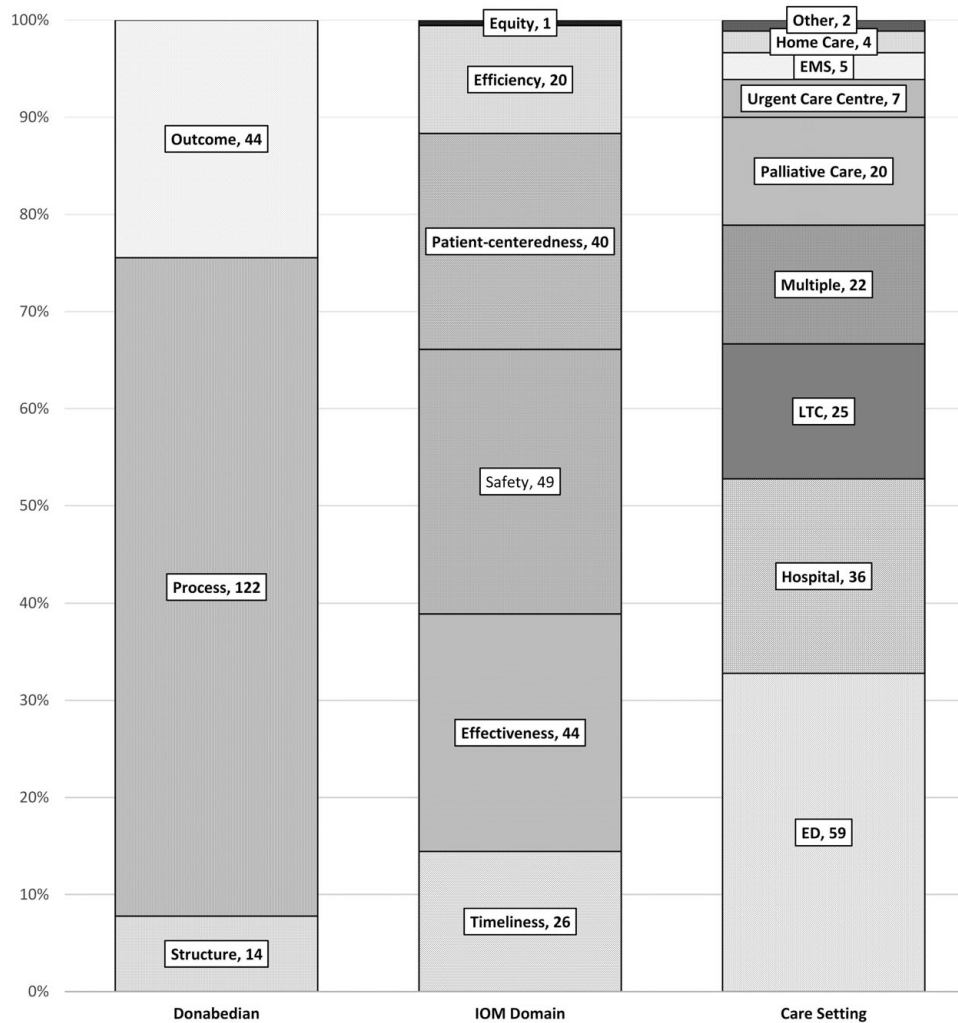 100%
90%
80%
70%
60%
50%
40%
30%
20%
10%
0%
Outcome, 44
Process, 122
Structure, 14
Donabedian
Equity, 1
Efficiency, 20
Patient-centeredness, 40
Safety, 49
Effectiveness, 44
Timeliness, 26
IOM Domain
Other, 2
Home Care, 4
EMS, 5
Urgent Care Centre, 7
Palliative Care, 20
Multiple, 22
LTC, 25
Hospital, 36
ED, 59
Care Setting